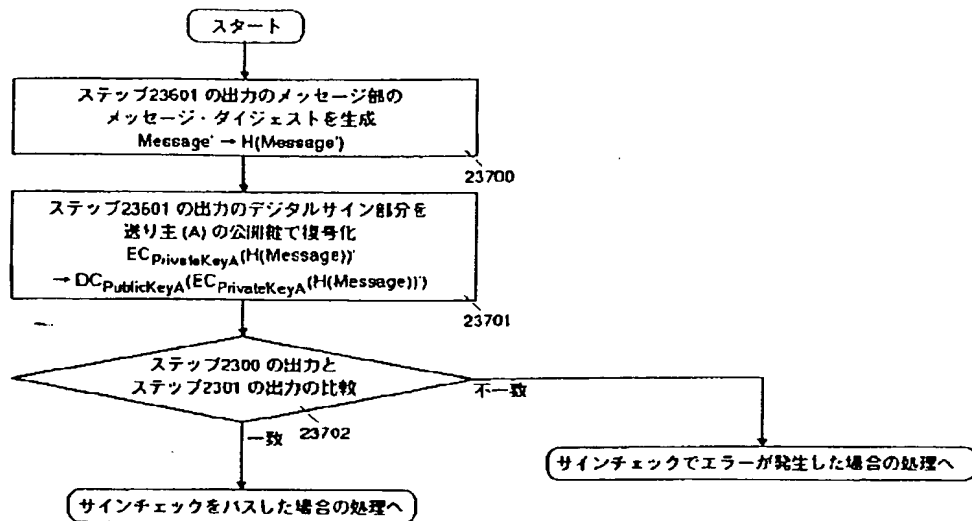 スタート
ステップ23601 の出力のメッセージ部の
メッセージ・ダイジェストを生成
Message' → H(Message')
23700
ステップ23601 の出力のデジタルサイン部分を
送り主 (A) の公開鍵で復号化
EC_PrivateKeyA(H(Message))'
→ DC_PublicKeyA(EC_PrivateKeyA(H(Message))')
23701
ステップ2300 の出力と
ステップ2301 の出力の比較
23702
不一致
一致
サインチェックでエラーが発生した場合の処理へ
サインチェックをパスした場合の処理へ